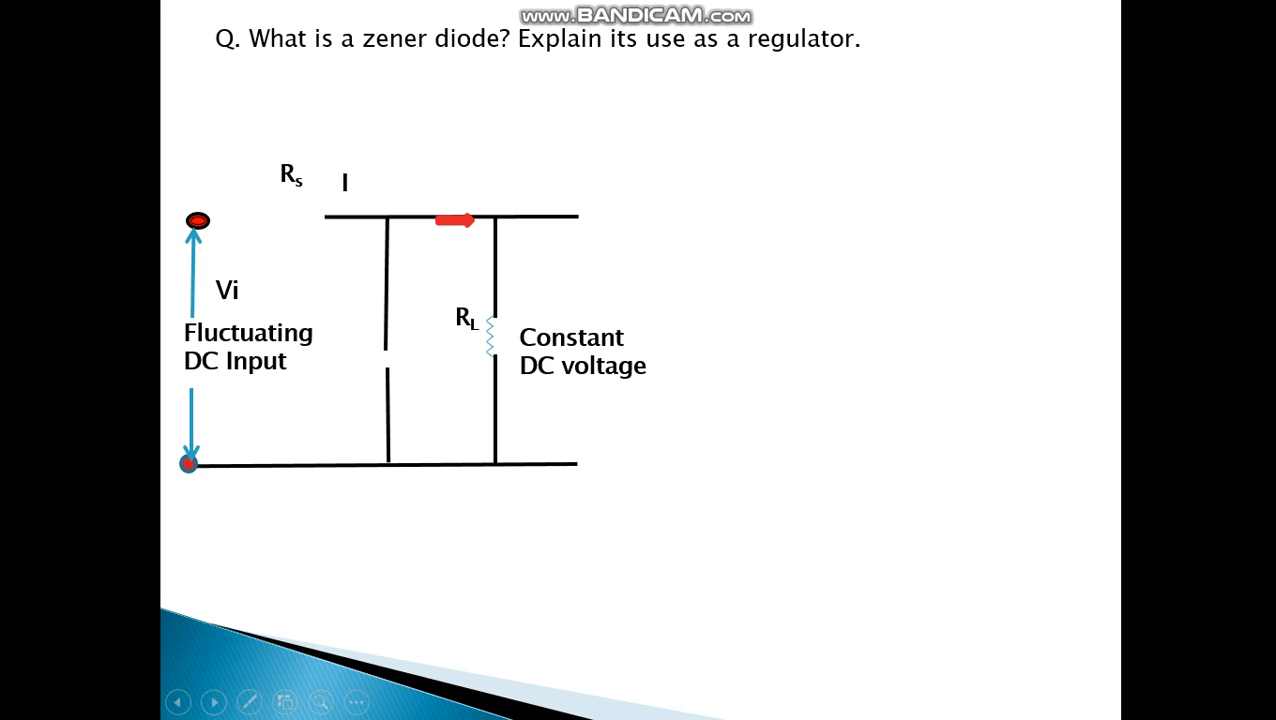 www.BANDICAM.com
Q. What is a zener diode? Explain its use as a regulator.
Rs I
Vi
Fluctuating
DC Input
RL
Constant
DC voltage